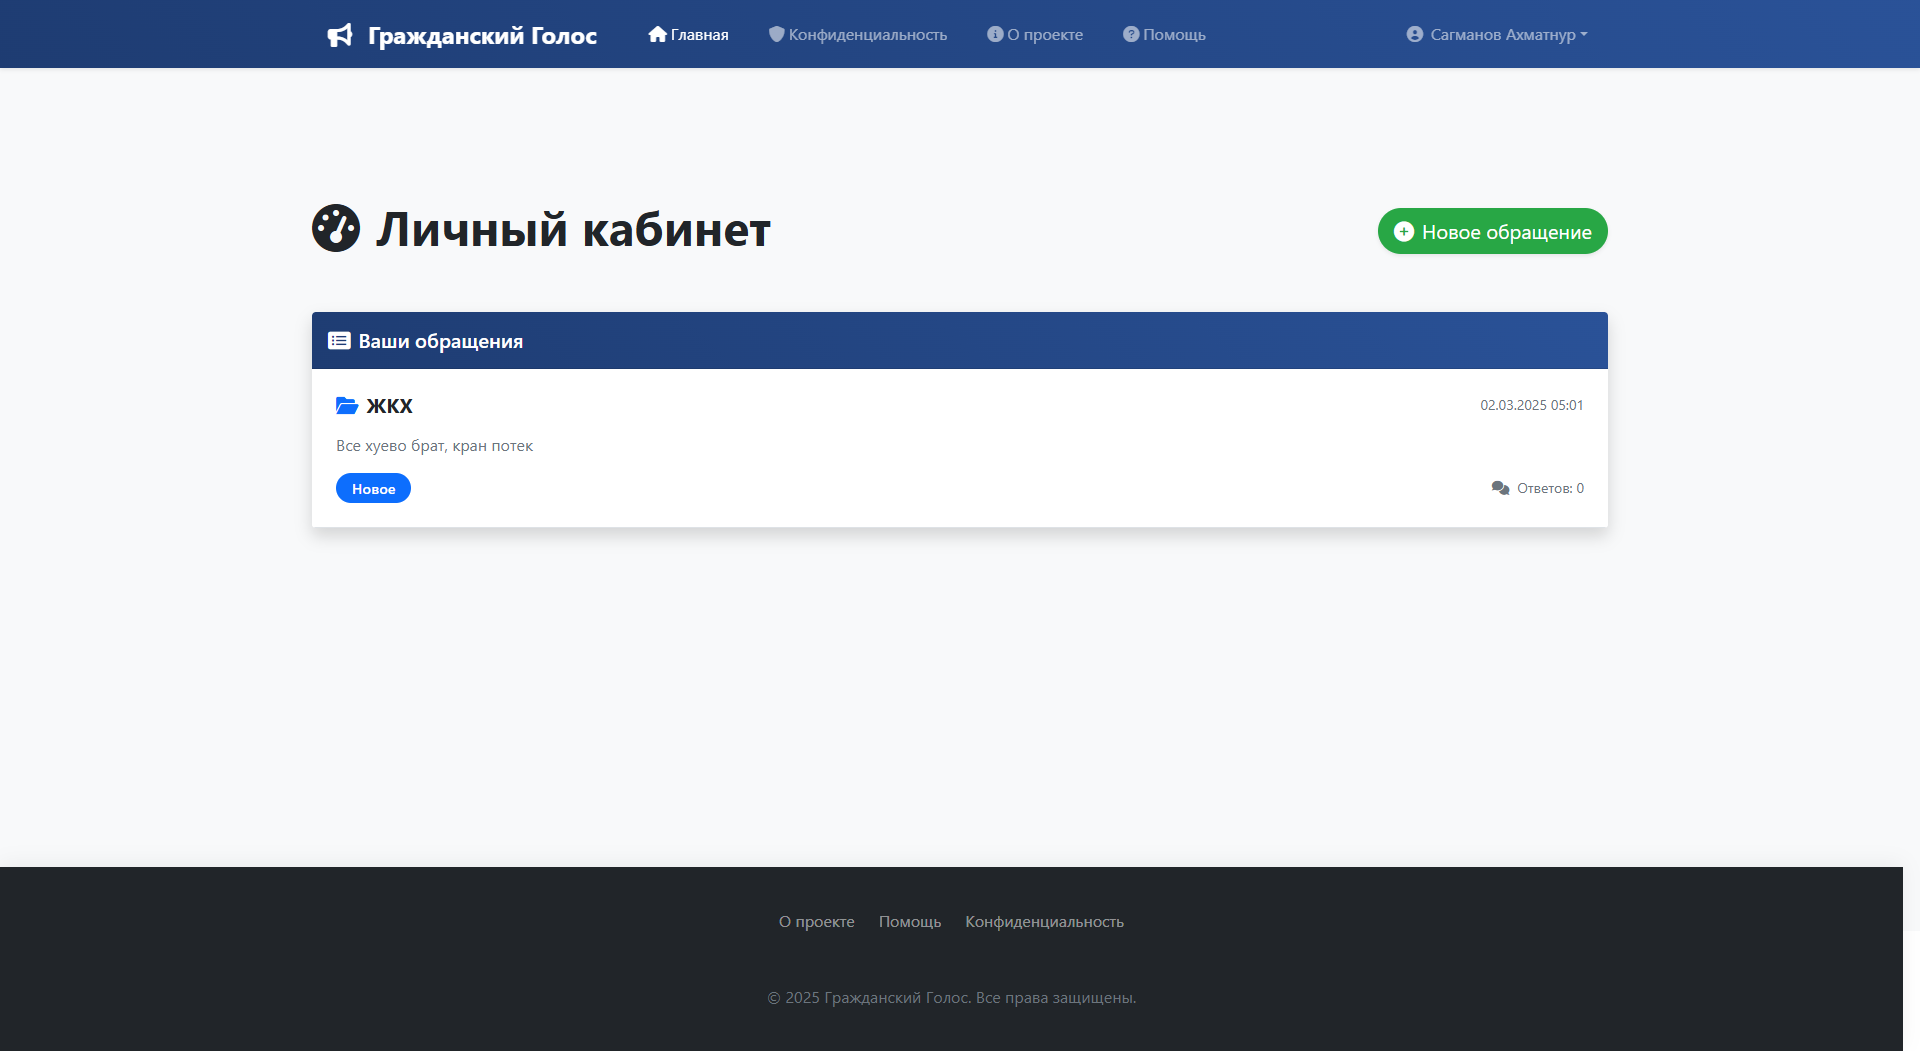 Гражданский Голос
Главная
Конфиденциальность
О проекте
Помощь
Сагманов Ахматнур
Личный кабинет
Новое обращение
Ваши обращения
ЖКХ
02.03.2025 05:01
Все хуево брат, кран потек
Новое
Ответов: 0
О проекте
Помощь
Конфиденциальность
© 2025 Гражданский Голос. Все права защищены.